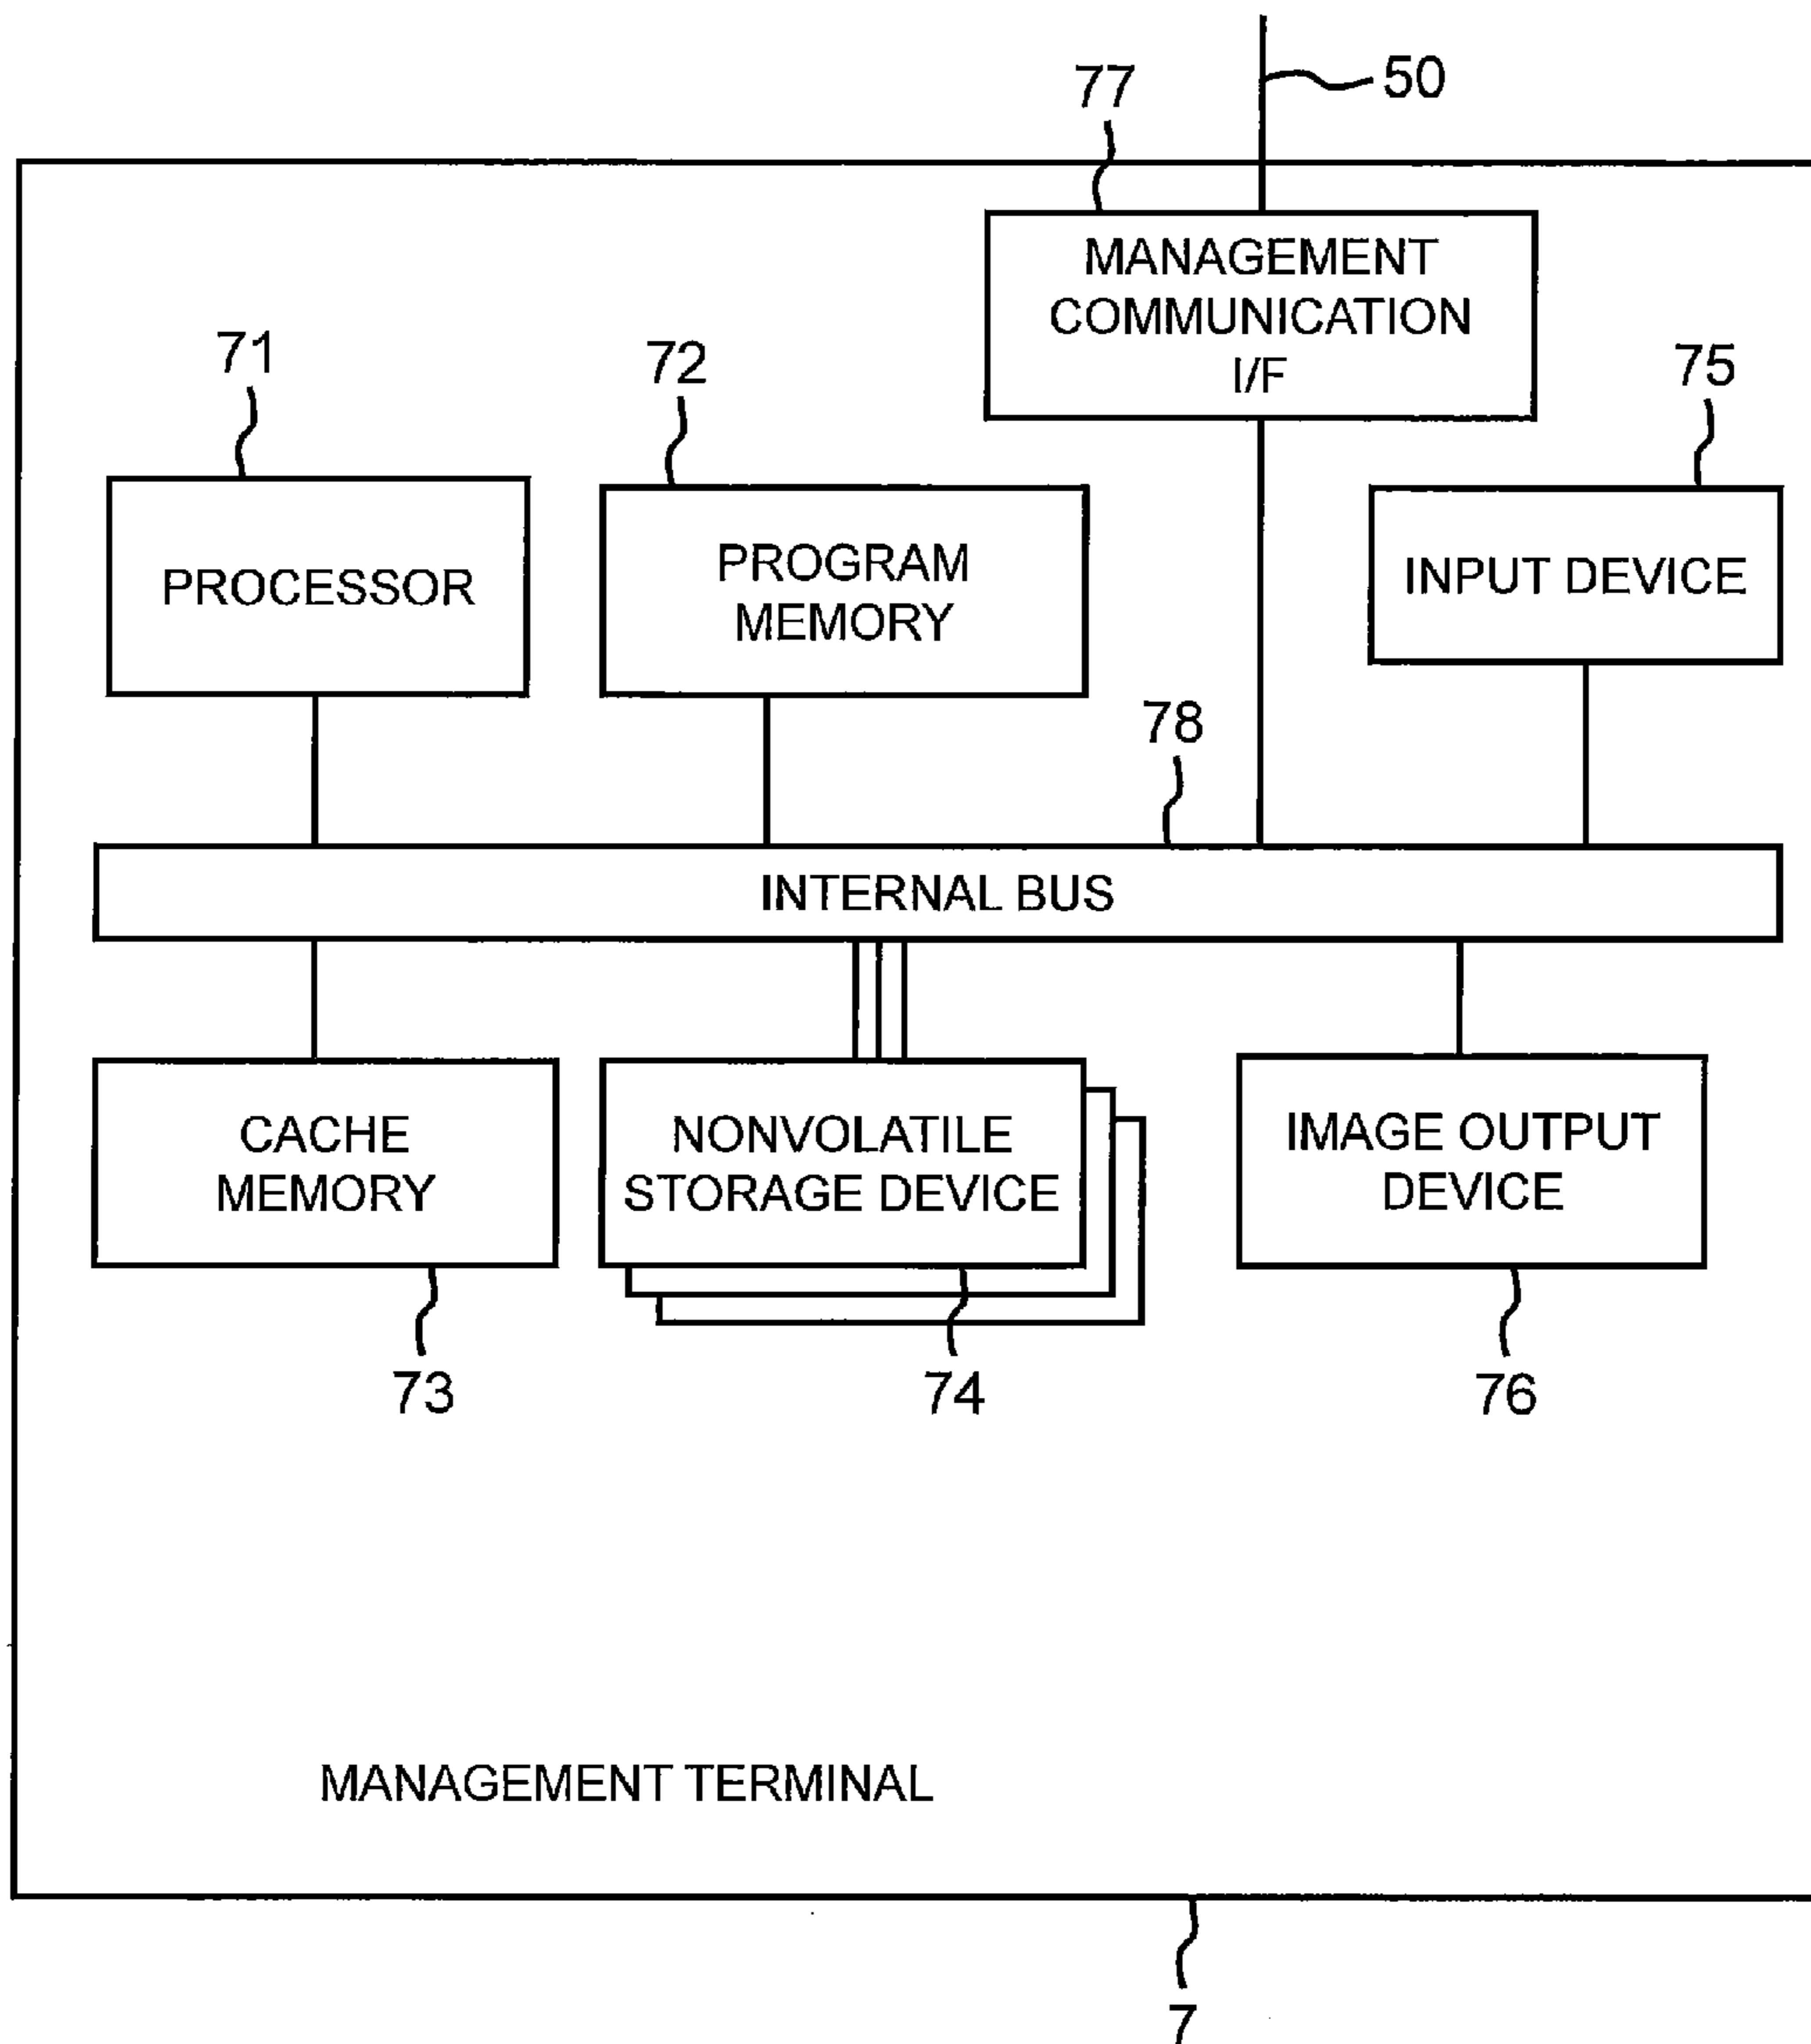 50
77
MANAGEMENT
COMMUNICATION
I/F
71
72
75
PROCESSOR
PROGRAM
MEMORY
INPUT DEVICE
78
INTERNAL BUS
CACHE
MEMORY
NONVOLATILE
STORAGE DEVICE
IMAGE OUTPUT
DEVICE
73
74
76
MANAGEMENT TERMINAL
7